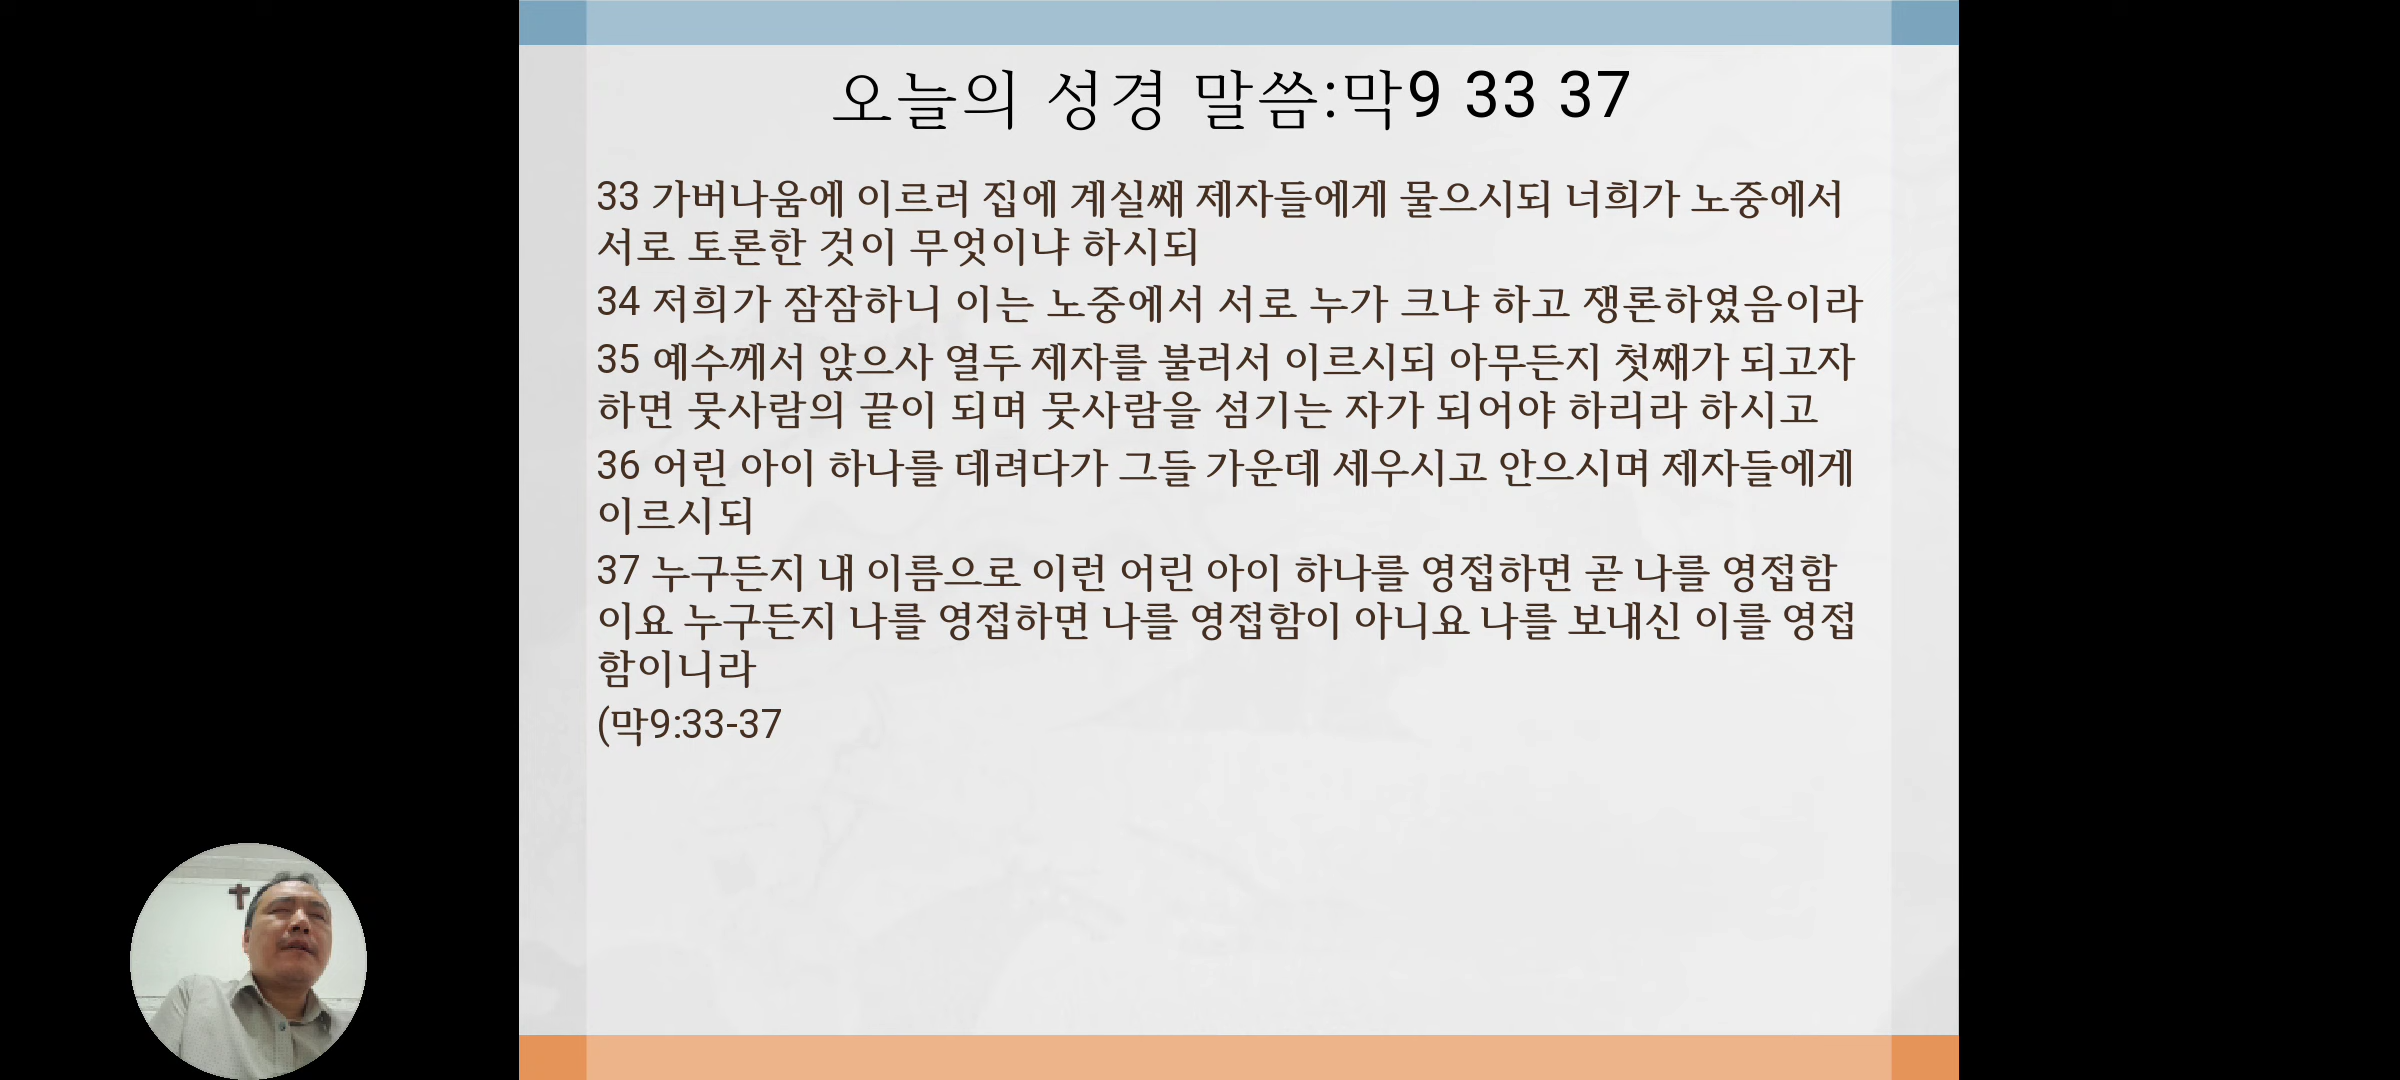 오늘의 성경 말씀:막9 33 37
33 가버나움에 이르러 집에 계실쌔 제자들에게 물으시되 너희가 노중에서
서로 토론한 것이 무엇이냐 하시되
34 저희가 잠잠하니 이는 노중에서 서로 누가 크냐 하고 쟁론하였음이라
35 예수께서 앉으사 열두 제자를 불러서 이르시되 아무든지 첫째가 되고자
하면 뭇사람의 끝이 되며 뭇사람을 섬기는 자가 되어야 하리라 하시고
36 어린 아이 하나를 데려다가 그들 가운데 세우시고 안으시며 제자들에게
이르시되
37 누구든지 내 이름으로 이런 어린 아이 하나를 영접하면 곧 나를 영접함
이요 누구든지 나를 영접하면 나를 영접함이 아니요 나를 보내신 이를 영접
함이니라
(막9:33-37